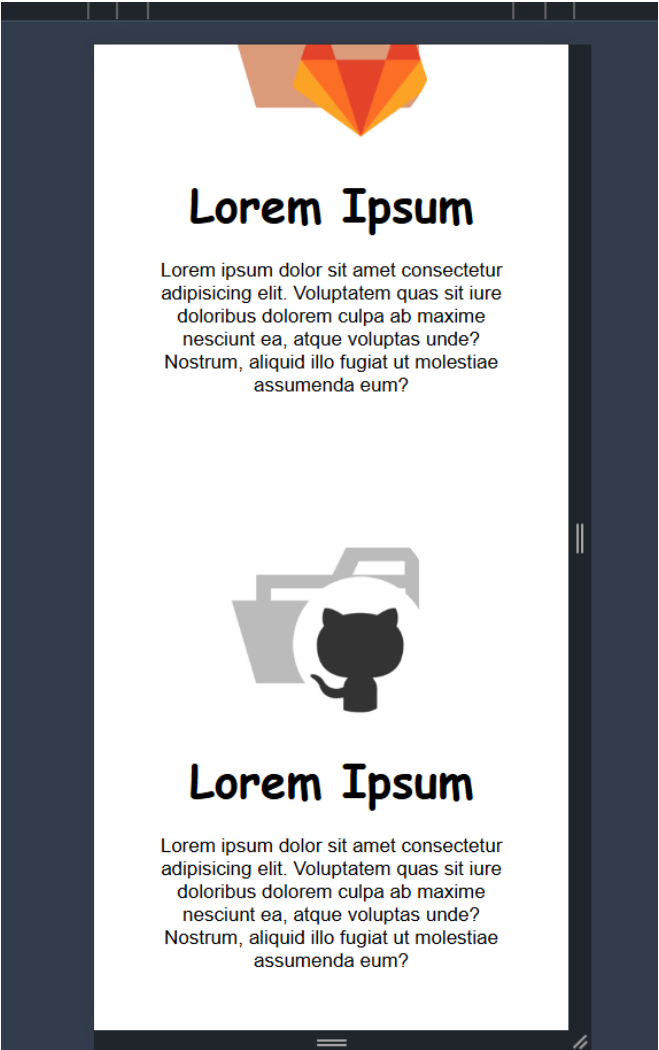 Lorem Ipsum
Lorem ipsum dolor sit amet consectetur
adipisicing elit. Voluptatem quas sit iure
doloribus dolorem culpa ab maxime
nesciunt ea, atque voluptas unde?
Nostrum, aliquid illo fugiat ut molestiae
assumenda eum?
Lorem Ipsum
Lorem ipsum dolor sit amet consectetur
adipisicing elit. Voluptatem quas sit iure
doloribus dolorem culpa ab maxime
nesciunt ea, atque voluptas unde?
Nostrum, aliquid illo fugiat ut molestiae
assumenda eum?